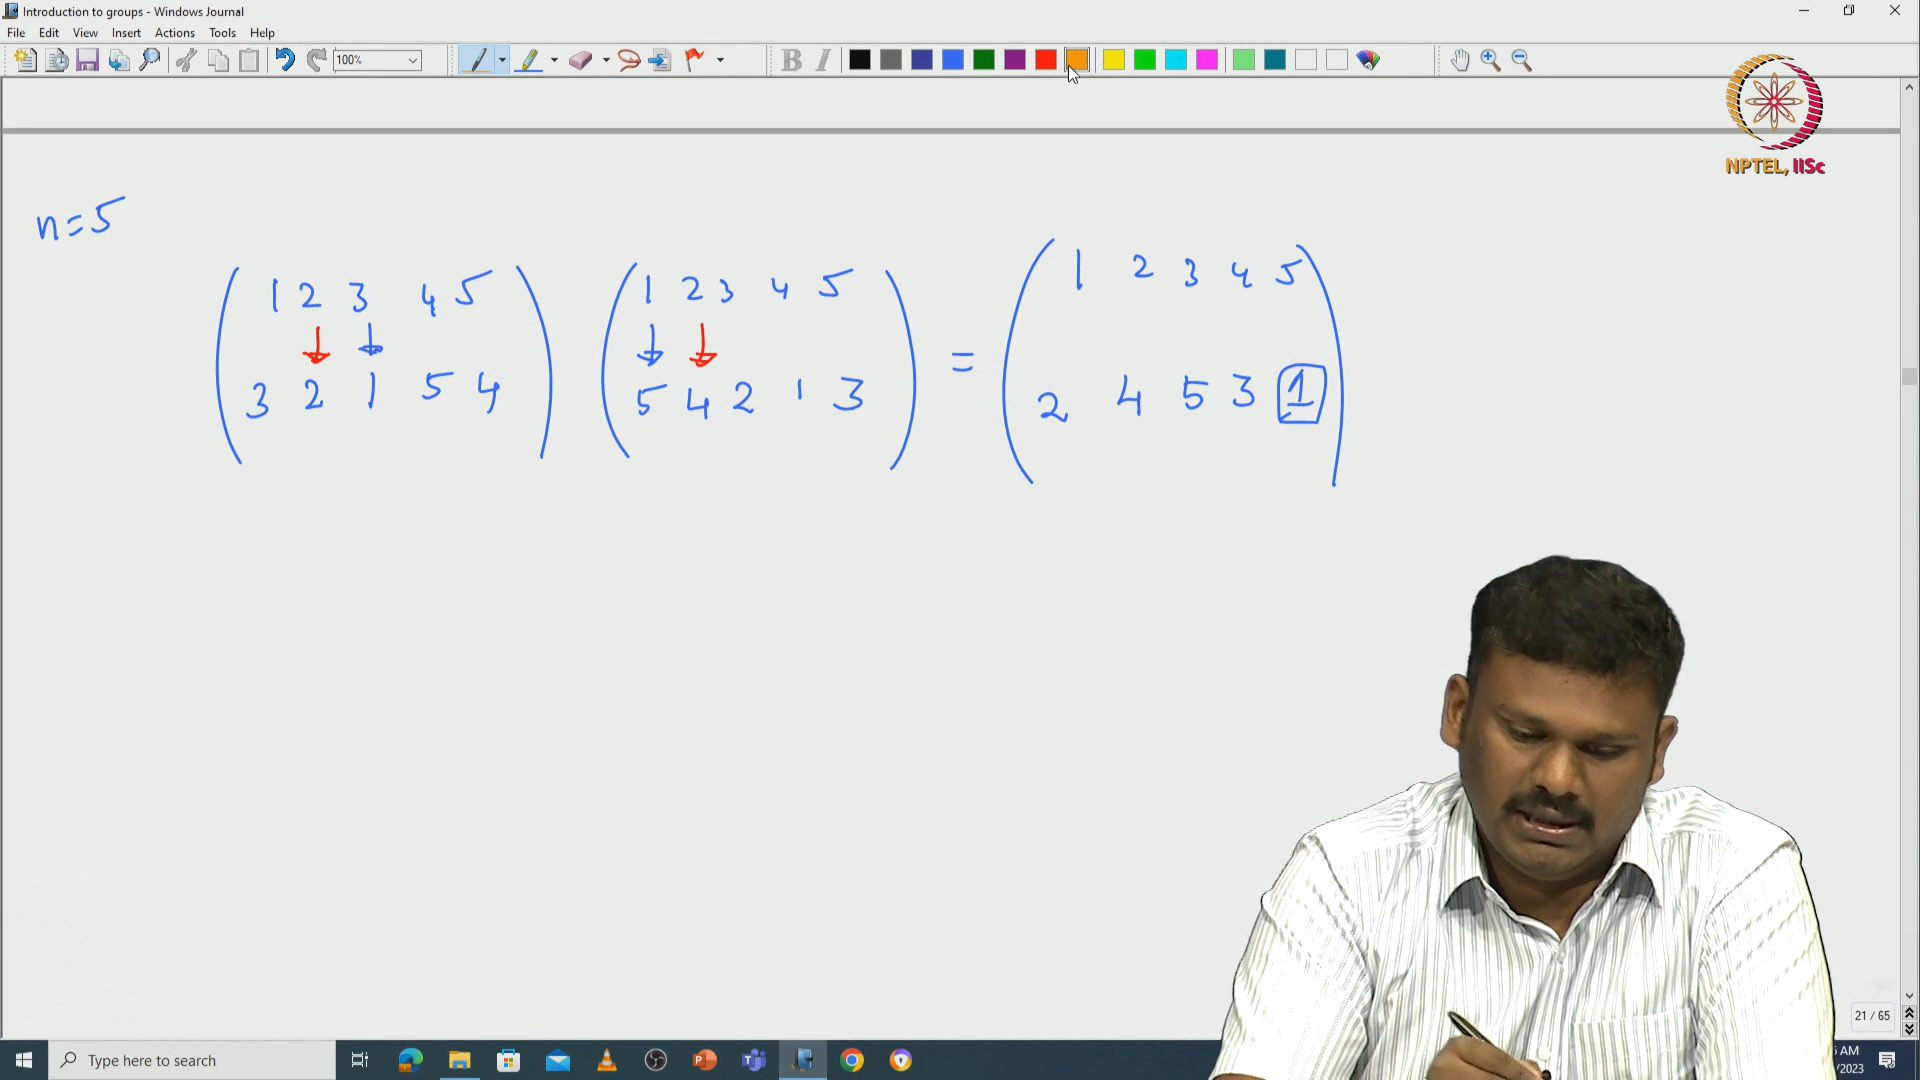 Introduction to groups - Windows Journal
File Edit View Insert Actions Tools Help
100%
B I
NPTEL, IISc
n=5
1 2 3 4 5
3 2 1 5 4
1 2 3 4 5
5 4 2 1 3
=
1 2 3 4 5
2 4 5 3 1
21 / 65
Type here to search
AM
/2023